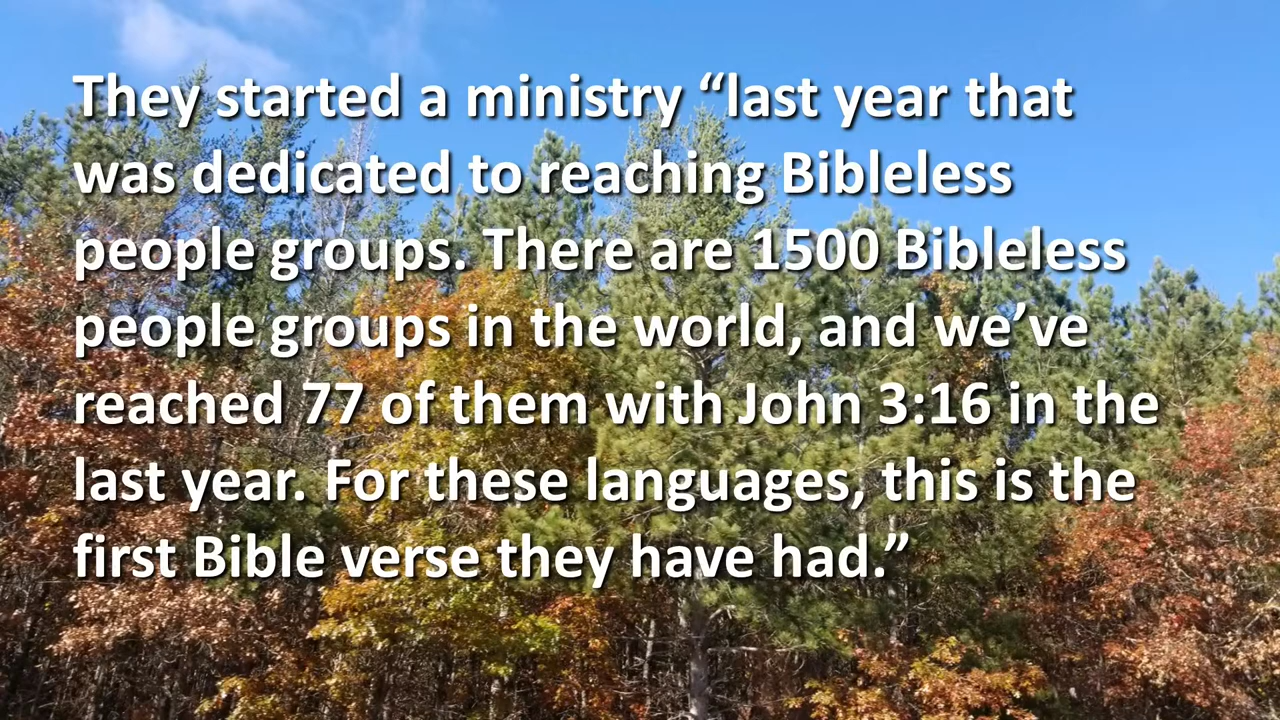 They started a ministry “last year that
was dedicated to reaching Bibleless
people groups. There are 1500 Bibleless
people groups in the world, and we’ve
reached 77 of them with John 3:16 in the
last year. For these languages, this is the
first Bible verse they have had.”